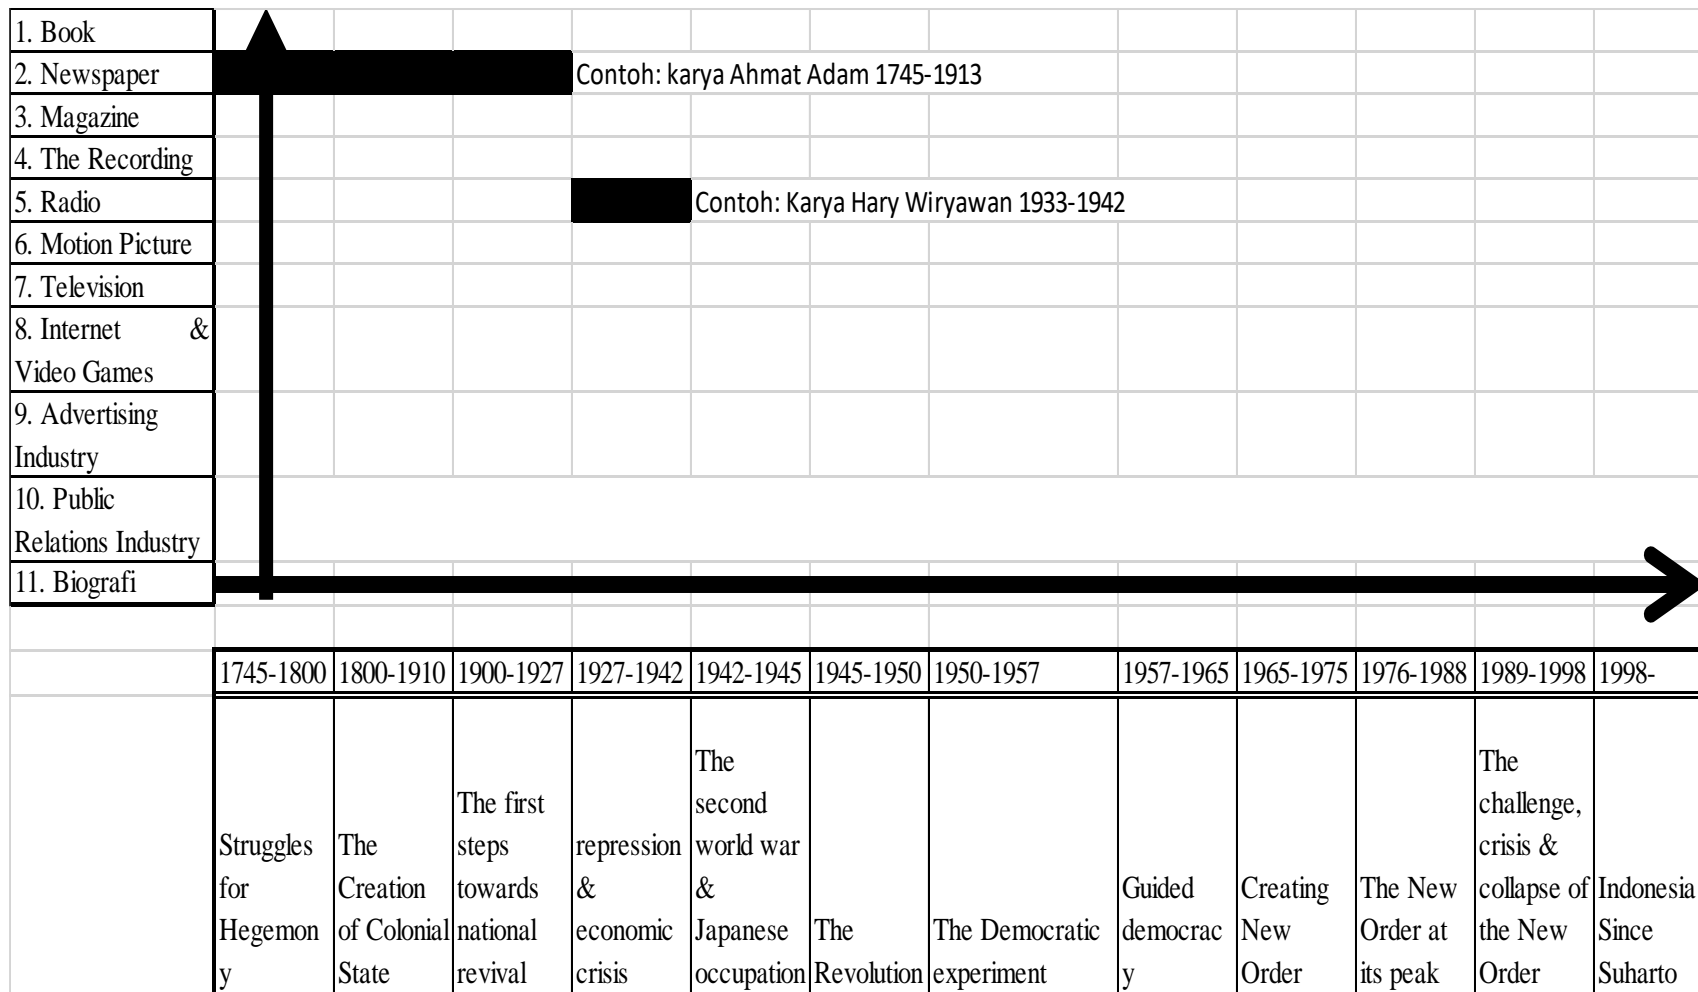 1. Book
2. Newspaper
Contoh: karya Ahmat Adam 1745-1913
3. Magazine
4. The Recording
5. Radio
Contoh: Karya Hary Wiryawan 1933-1942
6. Motion Picture
7. Television
8. Internet &
Video Games
9. Advertising
Industry
10. Public
Relations Industry
11. Biografi
1745-1800
1800-1910
1900-1927
1927-1942
1942-1945
1945-1950
1950-1957
1957-1965
1965-1975
1976-1988
1989-1998
1998-
Struggles
for
Hegemon
y
The
Creation
of Colonial
State
The first
steps
towards
national
revival
repression
&
economic
crisis
The
second
world war
&
Japanese
occupation
The
Revolution
The Democratic
experiment
Guided
democrac
y
Creating
New
Order
The New
Order at
its peak
The
challenge,
crisis &
collapse of
the New
Order
Indonesia
Since
Suharto